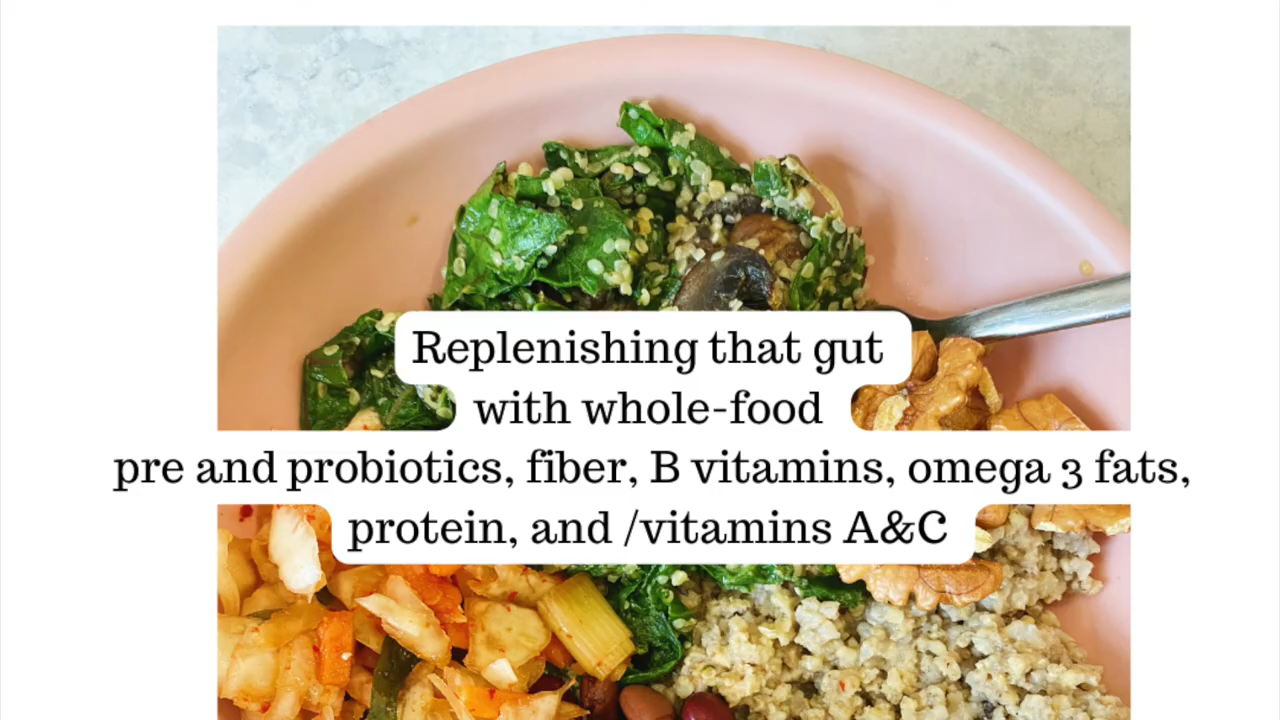 Replenishing that gut
with whole-food
pre and probiotics, fiber, B vitamins, omega 3 fats,
protein, and /vitamins A&C